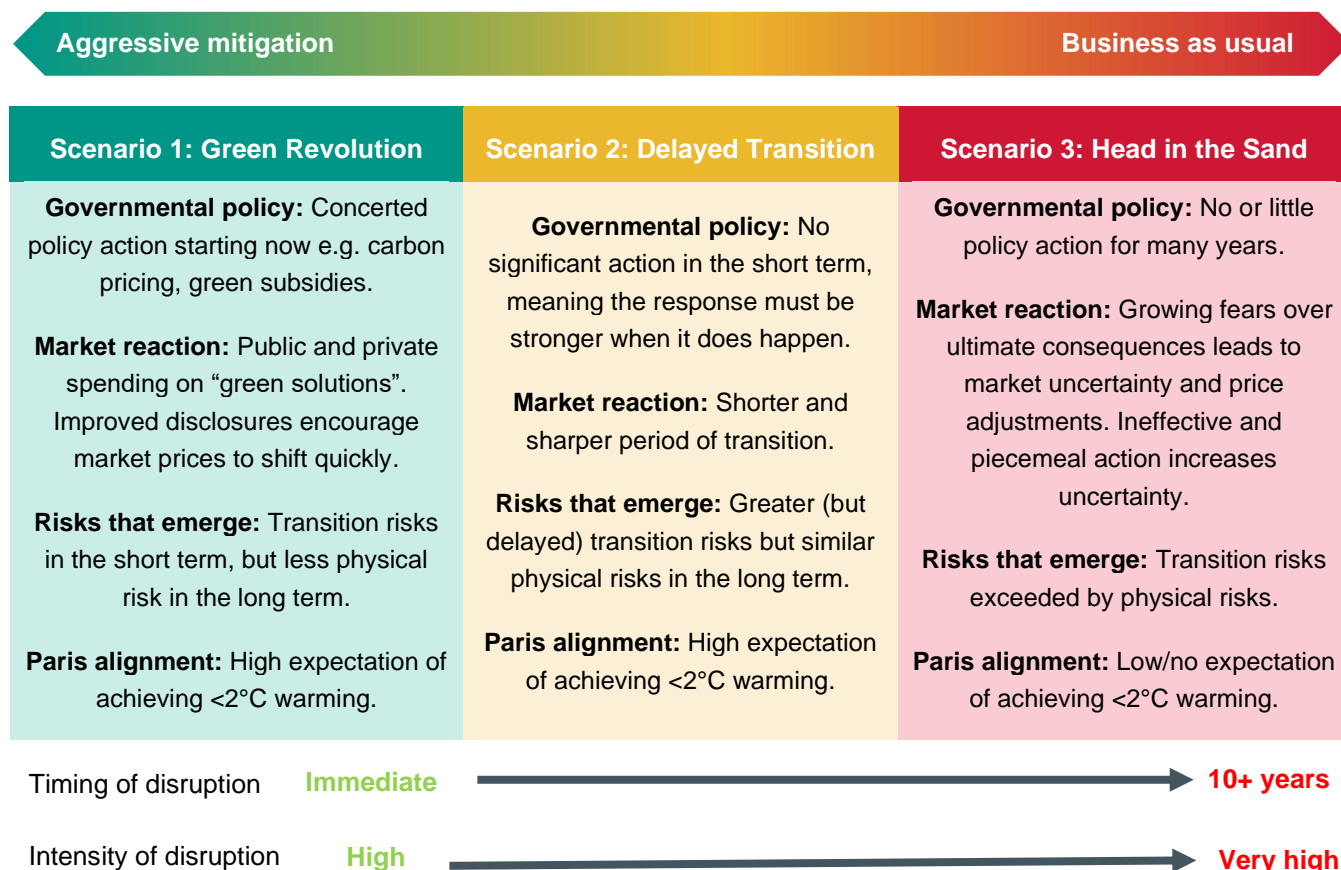 Aggressive mitigation
Business as usual
Scenario 1: Green Revolution
Governmental policy: Concerted
policy action starting now e.g. carbon
pricing, green subsidies.
Market reaction: Public and private
spending on “green solutions”.
Improved disclosures encourage
market prices to shift quickly.
Risks that emerge: Transition risks
in the short term, but less physical
risk in the long term.
Paris alignment: High expectation of
achieving <2°C warming.
Scenario 2: Delayed Transition
Governmental policy: No
significant action in the short term,
meaning the response must be
stronger when it does happen.
Market reaction: Shorter and
sharper period of transition.
Risks that emerge: Greater (but
delayed) transition risks but similar
physical risks in the long term.
Paris alignment: High expectation
of achieving <2°C warming.
Scenario 3: Head in the Sand
Governmental policy: No or little
policy action for many years.
Market reaction: Growing fears over
ultimate consequences leads to
market uncertainty and price
adjustments. Ineffective and
piecemeal action increases
uncertainty.
Risks that emerge: Transition risks
exceeded by physical risks.
Paris alignment: Low/no expectation
of achieving <2°C warming.
Timing of disruption Immediate 10+ years
Intensity of disruption High Very high